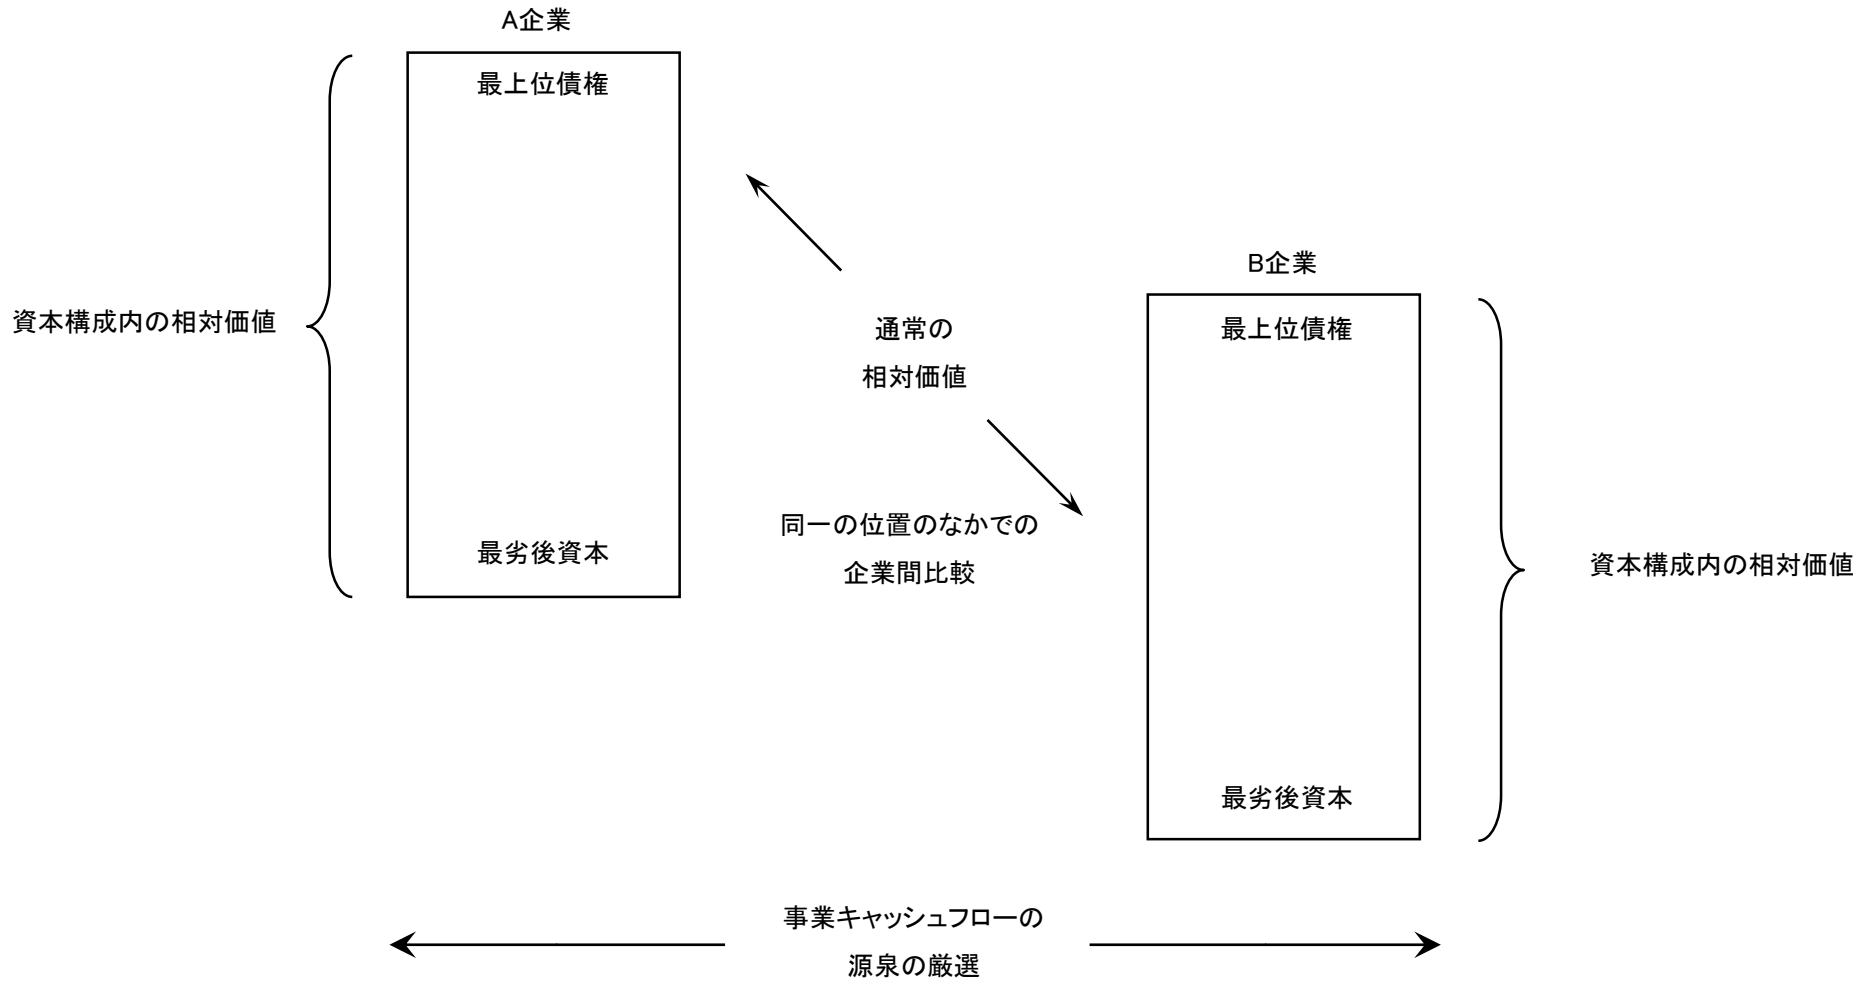 A企業
最上位債権
最劣後資本
資本構成内の相対価値
通常の
相対価値
同一の位置のなかでの
企業間比較
B企業
最上位債権
最劣後資本
資本構成内の相対価値
事業キャッシュフローの
源泉の厳選